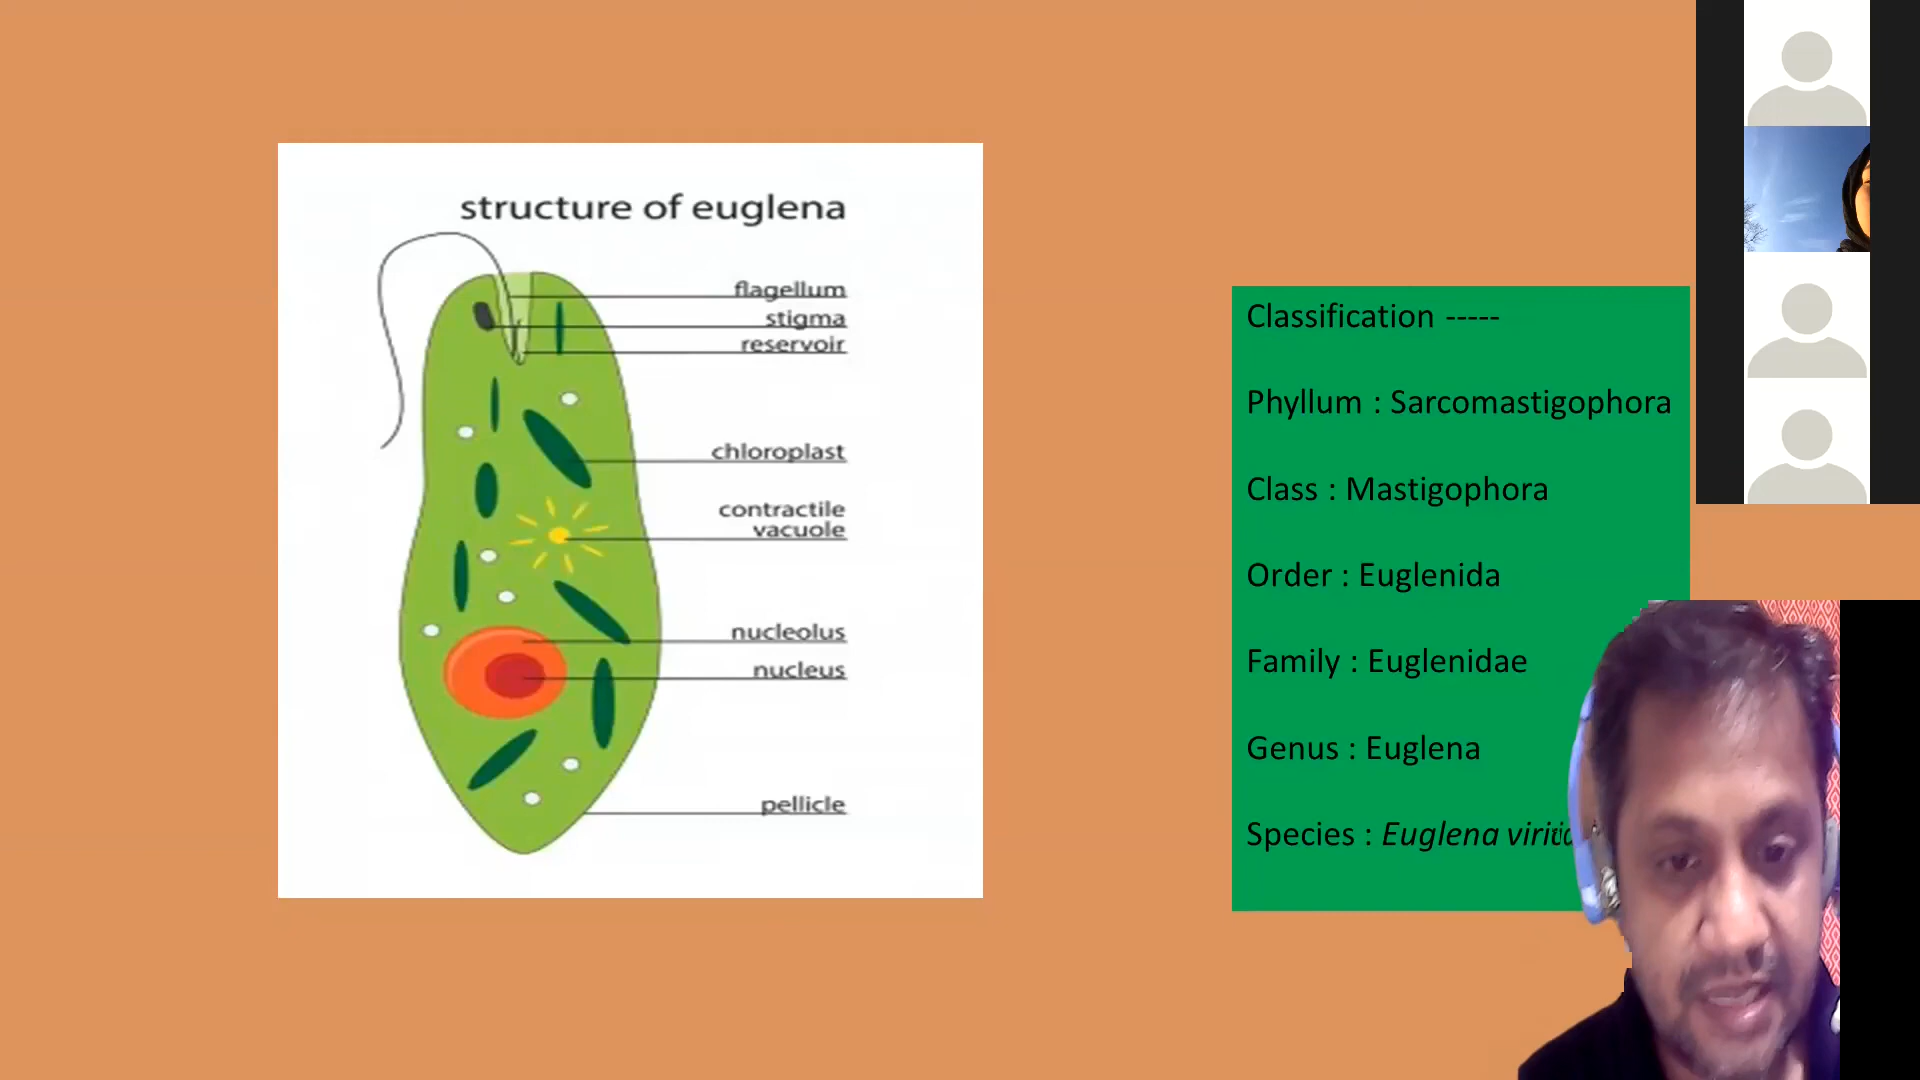 structure of euglena
flagellum
stigma
reservoir
chloroplast
contractile
vacuole
nucleolus
nucleus
pellicle
Classification -----
Phyllum : Sarcomastigophora
Class : Mastigophora
Order : Euglenida
Family : Euglenidae
Genus : Euglena
Species : Euglena